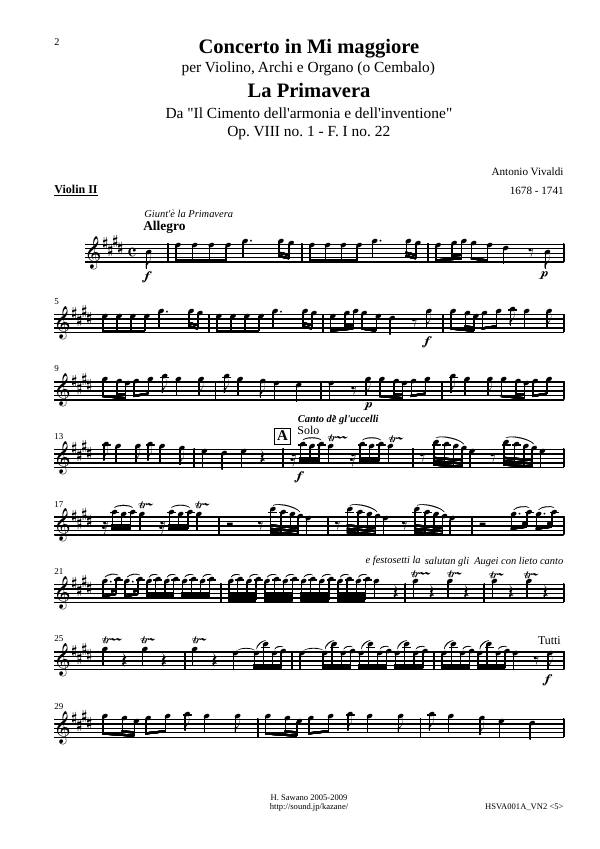 2
Concerto in Mi maggiore
per Violino, Archi e Organo (o Cembalo)
La Primavera
Da "Il Cimento dell'armonia e dell'inventione"
Op. VIII no. 1 - F. I no. 22
Antonio Vivaldi
Violin II
1678 - 1741
Giunt'è la Primavera
Allegro
f
p
5
f
9
p
Canto dè gl'uccelli
A Solo
13
f
17
e festosetti la salutan gli Augei con lieto canto
21
25
Tutti
f
29
H. Sawano 2005-2009
http://sound.jp/kazane/
HSVA001A_VN2 <5>